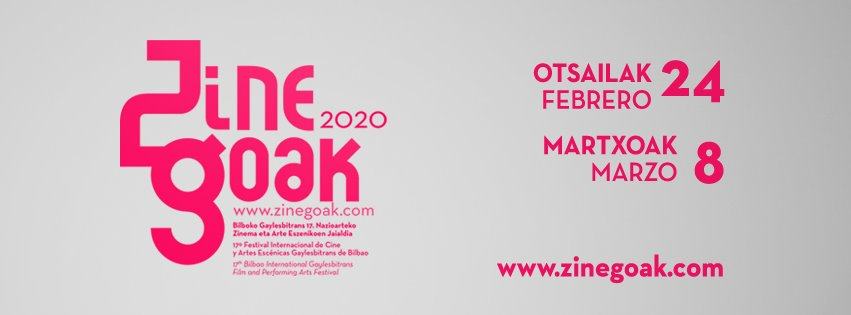 ZINE
2020
goak
www.zinegoak.com
Bilboko Gaylesbitrans 17. Nazioarteko
Zinema eta Arte Eszenikoen Jaialdia
17º Festival Internacional de Cine
y Artes Escénicas Gaylesbitrans de Bilbao
17th Bilbao International Gaylesbitrans
Film and Performing Arts Festival
OTSAILAK 24
FEBRERO
MARTXOAK 8
MARZO
www.zinegoak.com